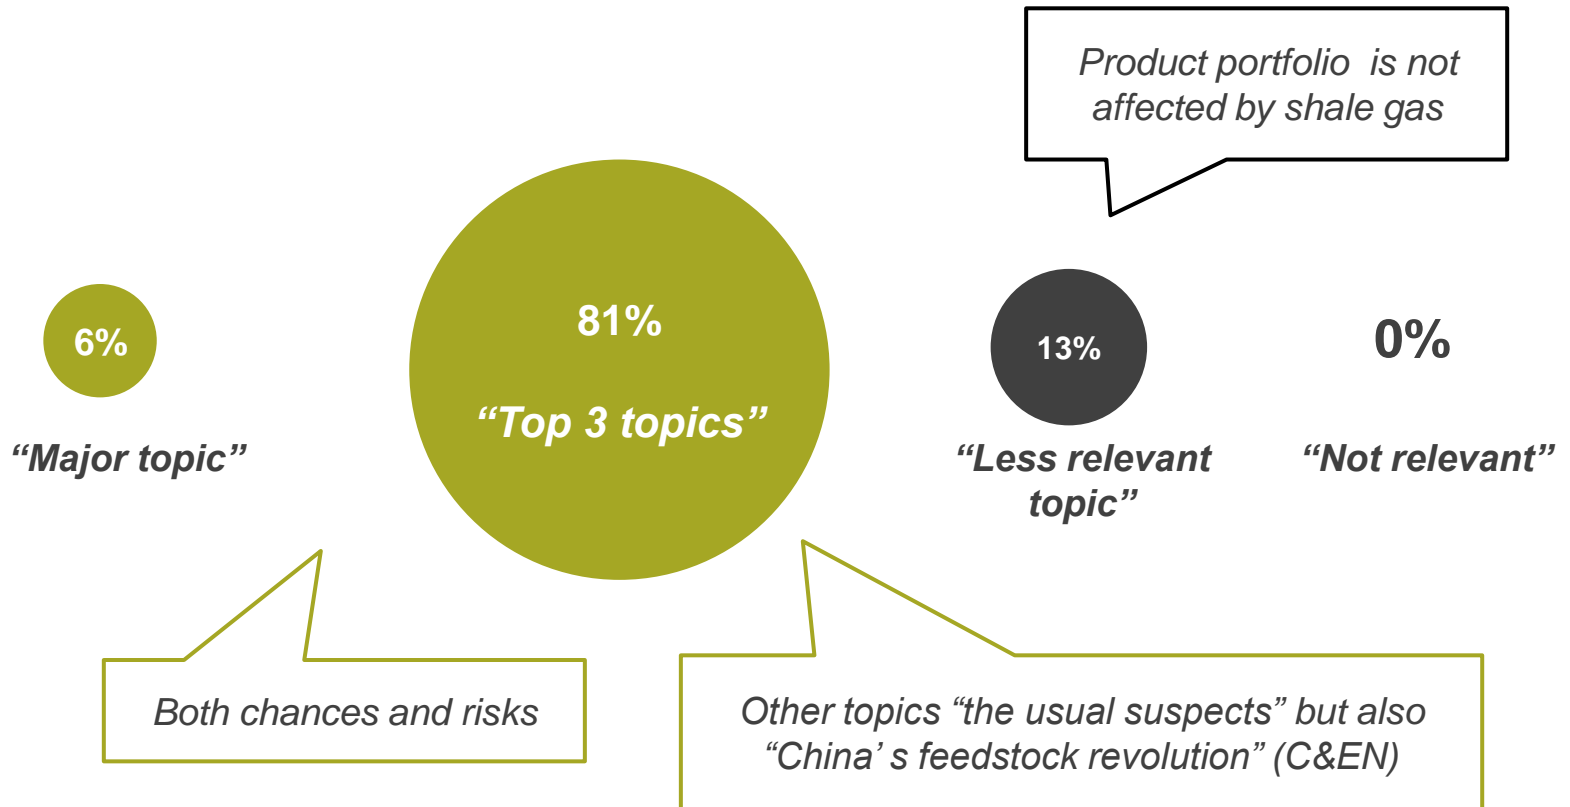 Product portfolio is not
affected by shale gas
6%
“Major topic”
81%
“Top 3 topics”
13%
“Less relevant
topic”
0%
“Not relevant”
Both chances and risks
Other topics “the usual suspects” but also
“China’ s feedstock revolution” (C&EN)